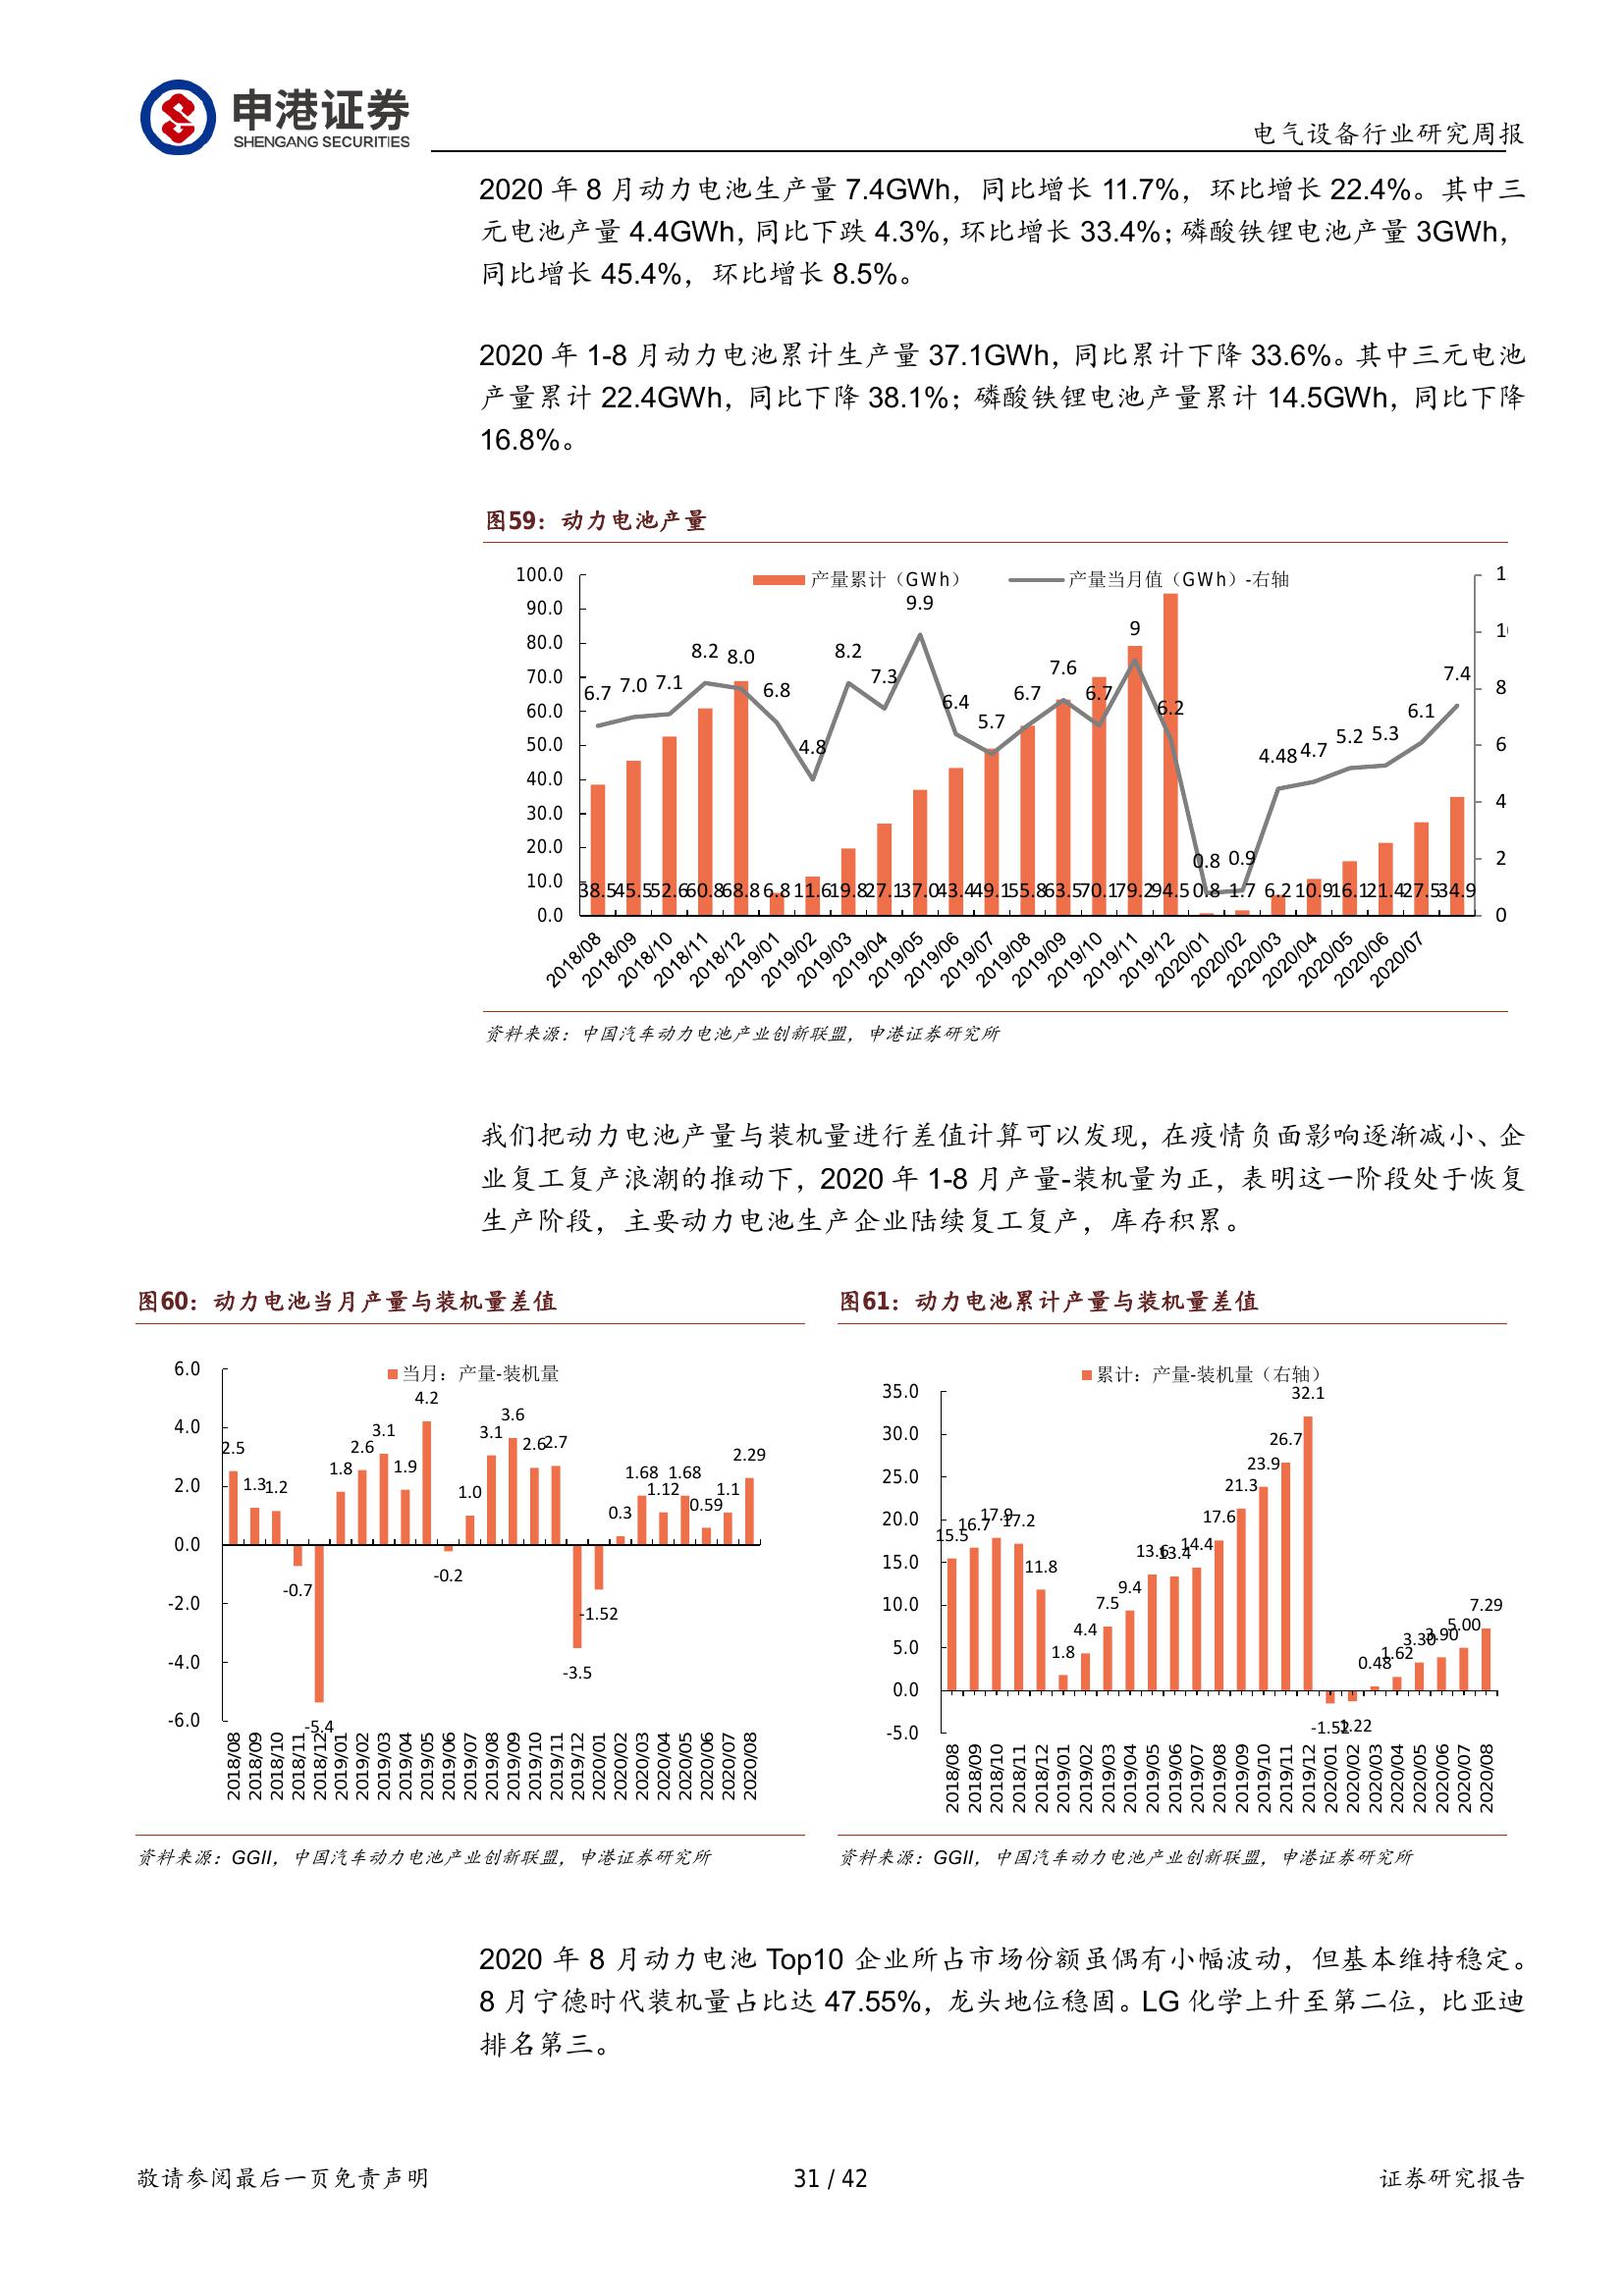 申港证券
SHENGANG SECURITIES
电气设备行业研究周报
2020 年 8 月动力电池生产量 7.4GWh，同比增长 11.7%，环比增长 22.4%。其中三
元电池产量 4.4GWh，同比下跌 4.3%，环比增长 33.4%；磷酸铁锂电池产量 3GWh，
同比增长 45.4%，环比增长 8.5%。
2020 年 1-8 月动力电池累计生产量 37.1GWh，同比累计下降 33.6%。其中三元电池
产量累计 22.4GWh，同比下降 38.1%；磷酸铁锂电池产量累计 14.5GWh，同比下降
16.8%。
图59：动力电池产量
产量累计（GWh） 产量当月值（GWh）-右轴
100.0
90.0
80.0
70.0
60.0
50.0
40.0
30.0
20.0
10.0
0.0
1
10
8
6
4
2
0
6.7 7.0 7.1 8.2 8.0 6.8 4.8 8.2 7.3 9.9 6.4 5.7 6.7 7.6 6.7 9 6.2 0.8 0.9 4.48 4.7 5.2 5.3 6.1 7.4
38.5 45.5 52.6 60.8 68.8 6.8 11.6 19.8 27.1 37.0 43.4 49.1 55.8 63.5 70.1 79.2 94.5 0.8 1.7 6.2 10.9 16.1 21.4 27.5 34.9
2018/08 2018/09 2018/10 2018/11 2018/12 2019/01 2019/02 2019/03 2019/04 2019/05 2019/06 2019/07 2019/08 2019/09 2019/10 2019/11 2019/12 2020/01 2020/02 2020/03 2020/04 2020/05 2020/06 2020/07
资料来源：中国汽车动力电池产业创新联盟，申港证券研究所
我们把动力电池产量与装机量进行差值计算可以发现，在疫情负面影响逐渐减小、企
业复工复产浪潮的推动下，2020 年 1-8 月产量-装机量为正，表明这一阶段处于恢复
生产阶段，主要动力电池生产企业陆续复工复产，库存积累。
图60：动力电池当月产量与装机量差值
当月：产量-装机量
6.0
4.0
2.0
0.0
-2.0
-4.0
-6.0
2.5 1.3 1.2 -0.7 -5.4 1.8 2.6 3.1 1.9 4.2 -0.2 1.0 3.1 3.6 2.6 2.7 -3.5 -1.52 0.3 1.68 1.12 1.68 0.59 1.1 2.29
2018/08 2018/09 2018/10 2018/11 2018/12 2019/01 2019/02 2019/03 2019/04 2019/05 2019/06 2019/07 2019/08 2019/09 2019/10 2019/11 2019/12 2020/01 2020/02 2020/03 2020/04 2020/05 2020/06 2020/07 2020/08
资料来源：GGII，中国汽车动力电池产业创新联盟，申港证券研究所
图61：动力电池累计产量与装机量差值
累计：产量-装机量（右轴）
35.0
30.0
25.0
20.0
15.0
10.0
5.0
0.0
-5.0
15.5 16.7 17.9 17.2 11.8 1.8 4.4 7.5 9.4 13.6 13.4 14.4 17.6 21.3 23.9 26.7 32.1 -1.52 -1.22 0.48 1.62 3.30 3.90 5.00 7.29
2018/08 2018/09 2018/10 2018/11 2018/12 2019/01 2019/02 2019/03 2019/04 2019/05 2019/06 2019/07 2019/08 2019/09 2019/10 2019/11 2019/12 2020/01 2020/02 2020/03 2020/04 2020/05 2020/06 2020/07 2020/08
资料来源：GGII，中国汽车动力电池产业创新联盟，申港证券研究所
2020 年 8 月动力电池 Top10 企业所占市场份额虽偶有小幅波动，但基本维持稳定。
8 月宁德时代装机量占比达 47.55%，龙头地位稳固。LG 化学上升至第二位，比亚迪
排名第三。
敬请参阅最后一页免责声明
31 / 42
证券研究报告